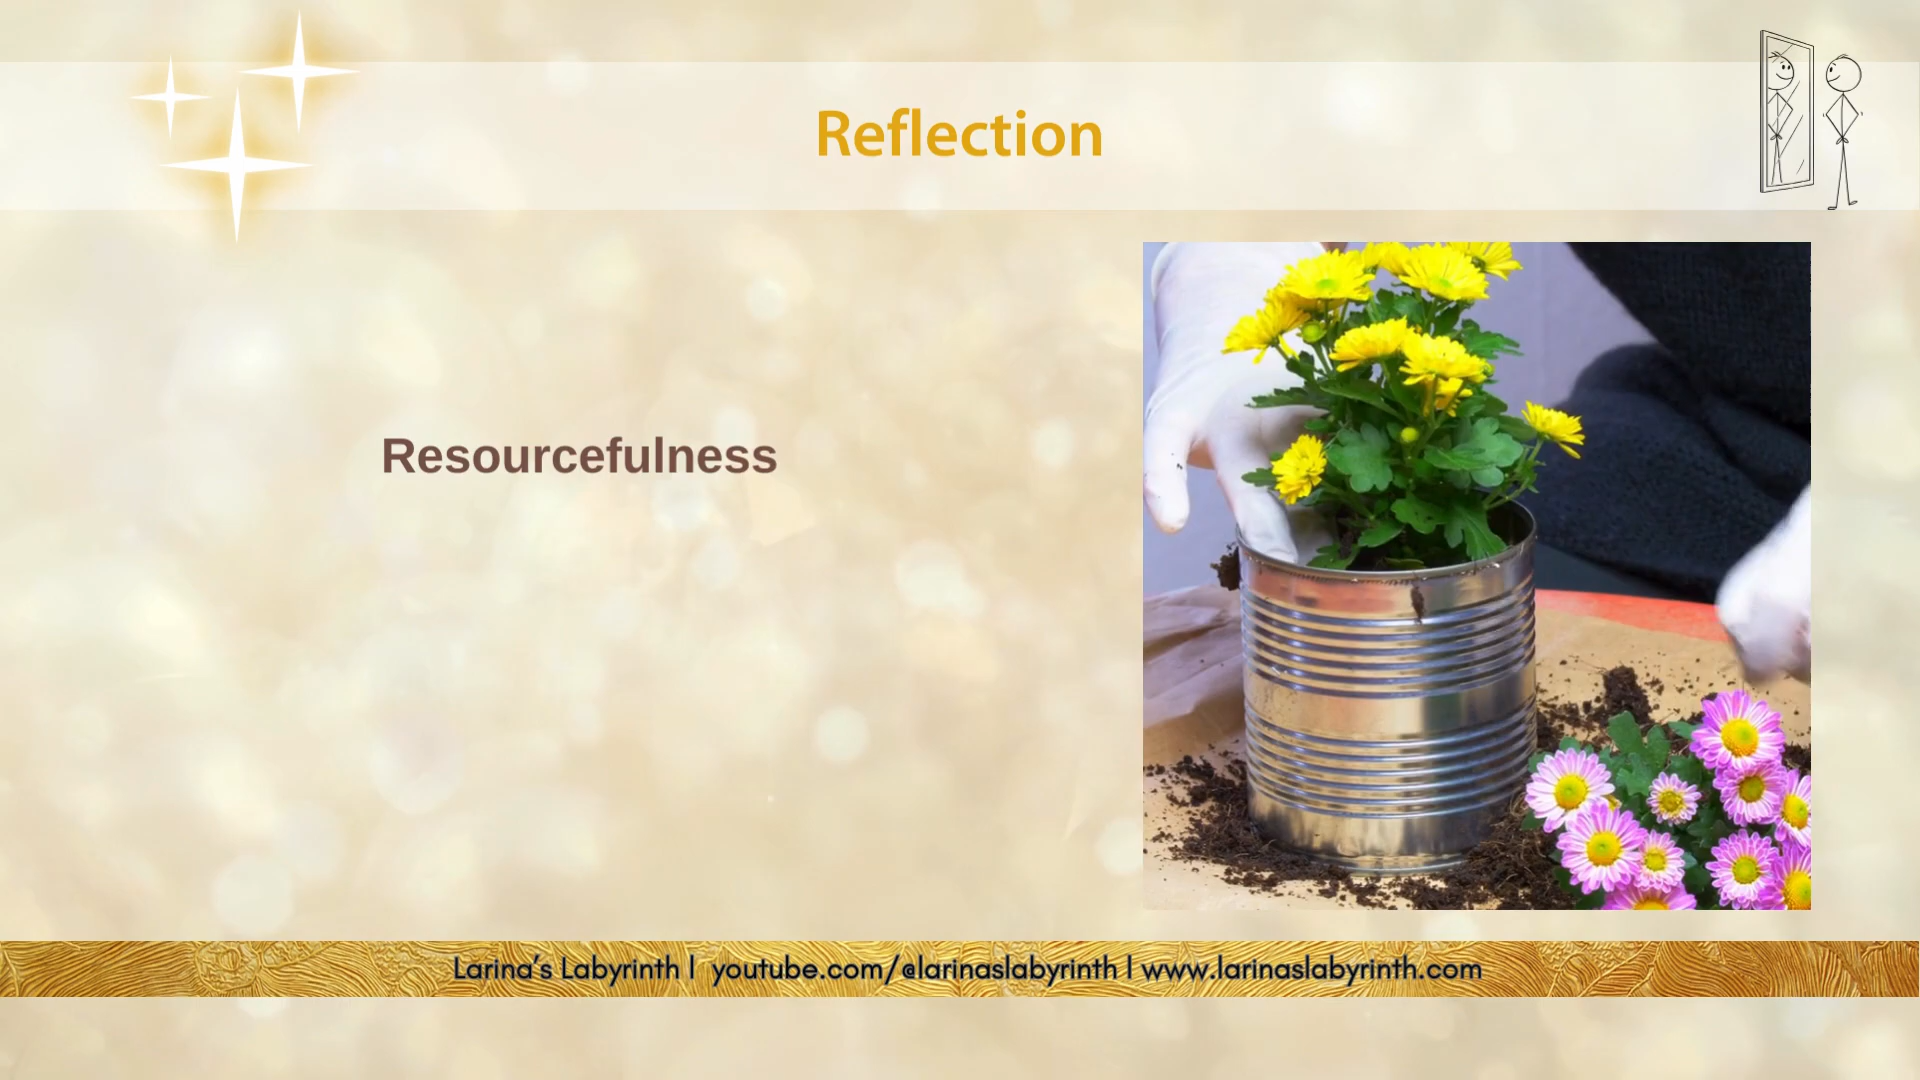 Reflection
Resourcefulness
Larina's Labyrinth | youtube.com/@larinaslabyrinth | www.larinaslabyrinth.com